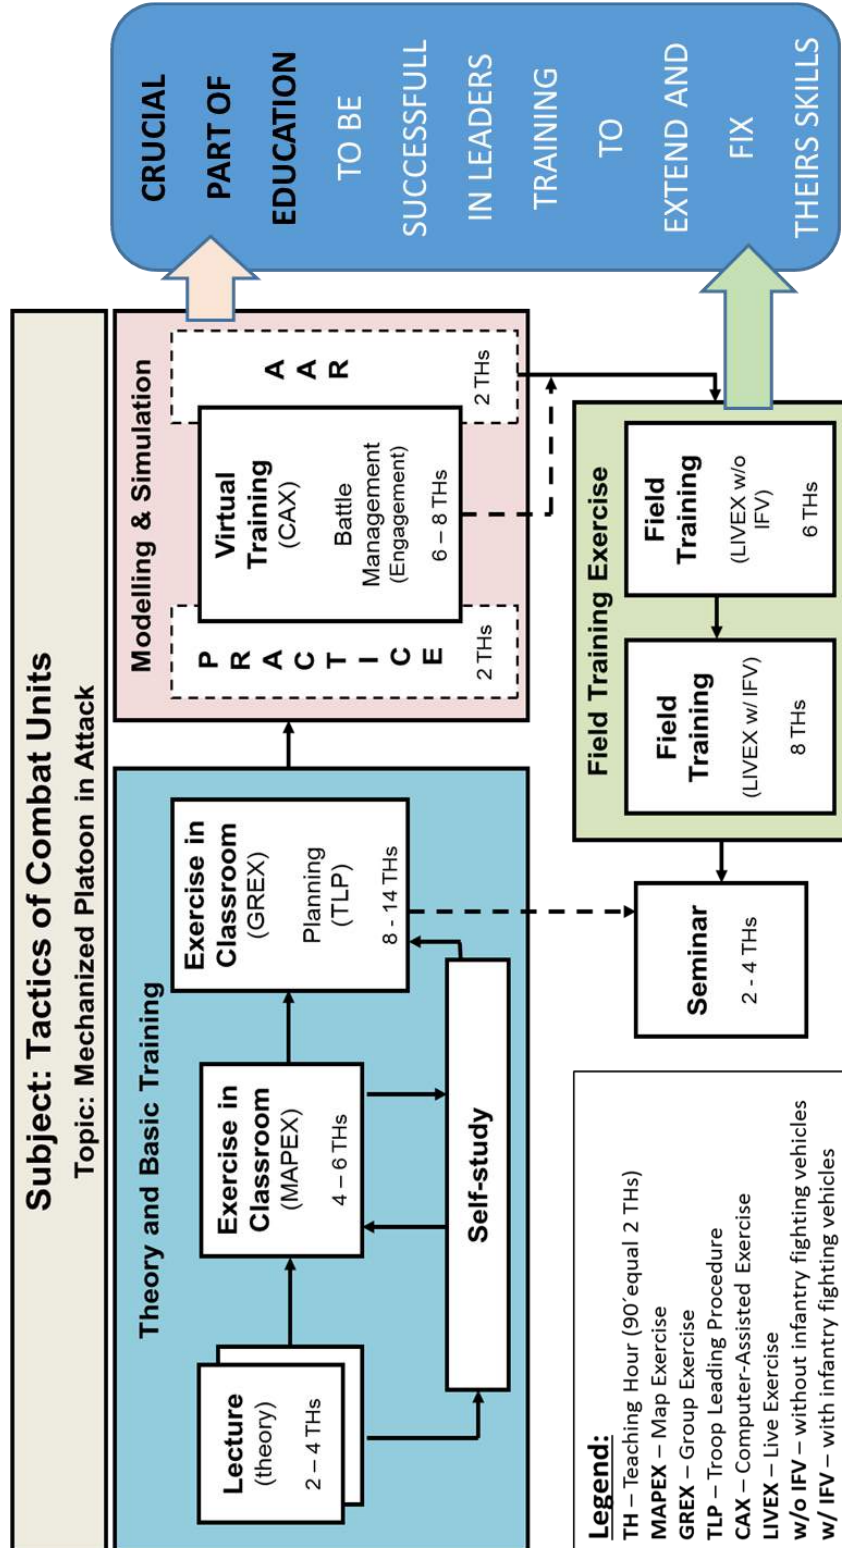 Subject: Tactics of Combat Units
Topic: Mechanized Platoon in Attack
Theory and Basic Training
Lecture
(theory)
2 – 4 THs
Exercise in
Classroom
(MAPEX)
4 – 6 THs
Exercise in
Classroom
(GREX)
Planning
(TLP)
8 - 14 THs
Self-study
Modelling & Simulation
PRACTICE
2 THs
Virtual
Training
(CAX)
Battle
Management
(Engagement)
6 – 8 THs
AAR
2 THs
CRUCIAL
PART OF
EDUCATION
TO BE
SUCCESSFULL
IN LEADERS
TRAINING
TO
EXTEND AND
FIX
THEIRS SKILLS
Legend:
TH – Teaching Hour (90´equal 2 THs)
MAPEX – Map Exercise
GREX – Group Exercise
TLP – Troop Leading Procedure
CAX – Computer-Assisted Exercise
LIVEX – Live Exercise
w/o IFV – without infantry fighting vehicles
w/ IFV – with infantry fighting vehicles
Seminar
2 - 4 THs
Field Training Exercise
Field
Training
(LIVEX w/ IFV)
8 THs
Field
Training
(LIVEX w/o
IFV)
6 THs